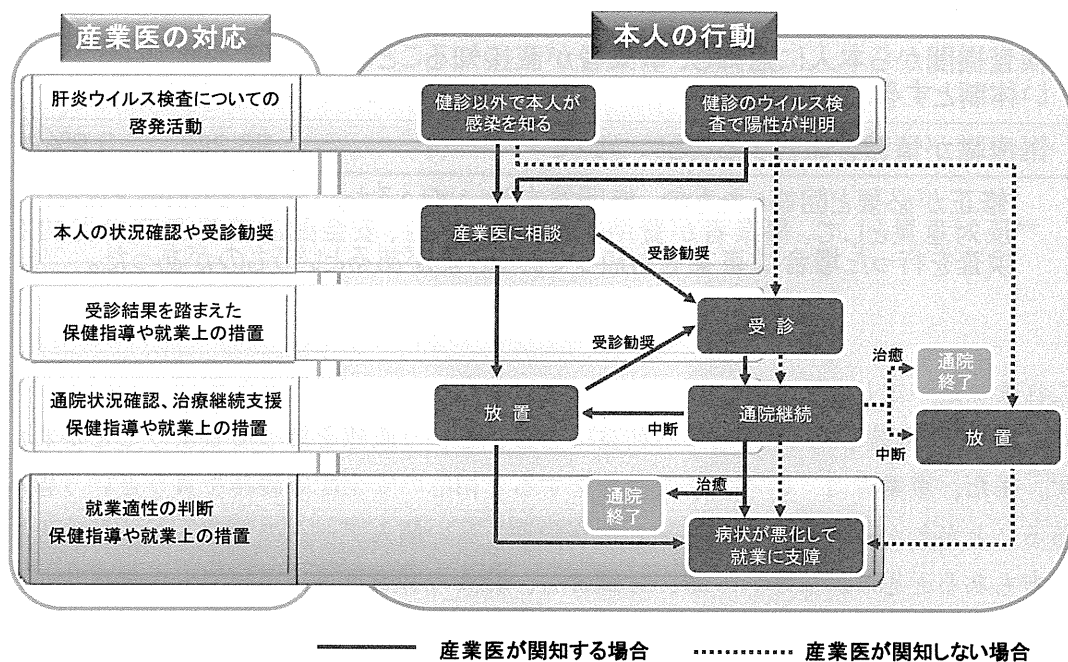 産業医の対応
本人の行動
肝炎ウイルス検査についての
啓発活動
健診以外で本人が
感染を知る
健診のウイルス検
査で陽性が判明
本人の状況確認や受診勧奨
産業医に相談
受診勧奨
受診結果を踏まえた
保健指導や就業上の措置
受 診
受診勧奨
通院状況確認、治療継続支援
保健指導や就業上の措置
放 置
中断
通院継続
治癒
通院
終了
中断
放 置
就業適性の判断
保健指導や就業上の措置
治癒
通院
終了
病状が悪化して
就業に支障
産業医が関知する場合
産業医が関知しない場合